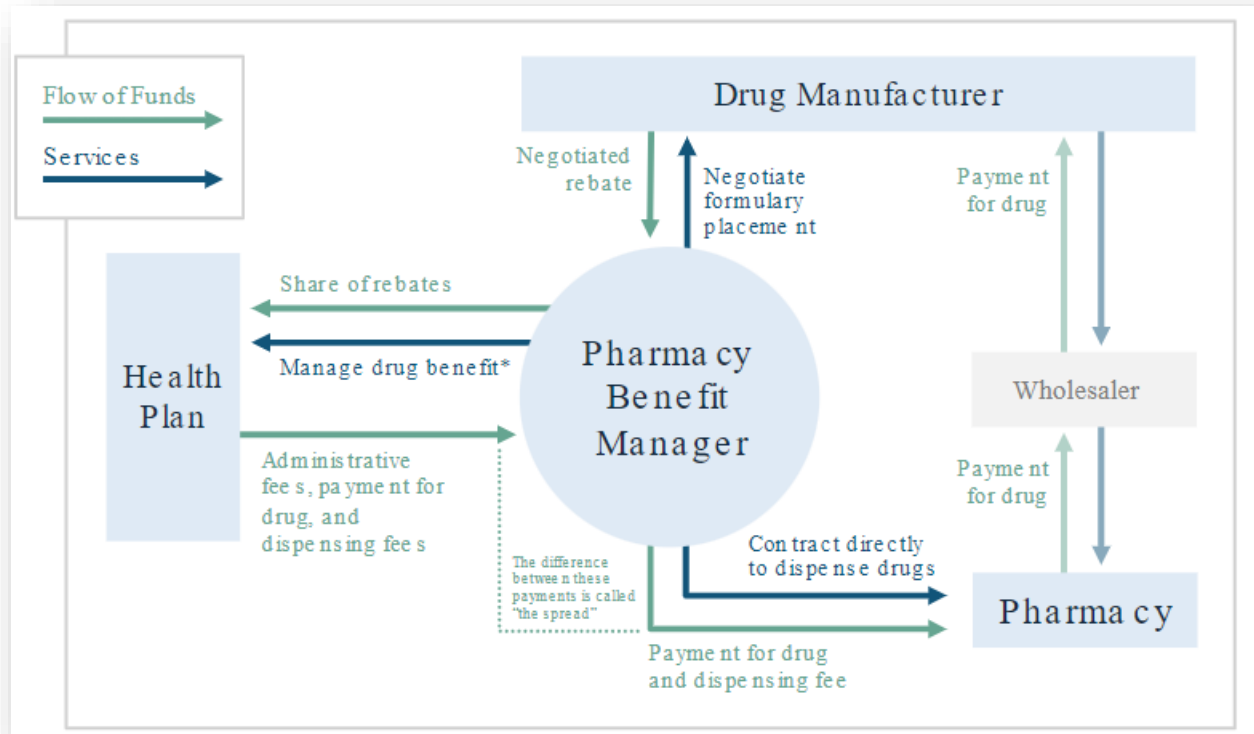 Flow of Funds
Services
Drug Manufacturer
Negotiated
rebate
Negotiate
formulary
placement
Payment
for drug
Share of rebates
Manage drug benefit*
Health
Plan
Pharmacy
Benefit
Manager
Wholesaler
Administrative
fees, payment for
drug, and
dispensing fees
Payment
for drug
The difference
between these
payments is called
“the spread”
Contract directly
to dispense drugs
Pharmacy
Payment for drug
and dispensing fee